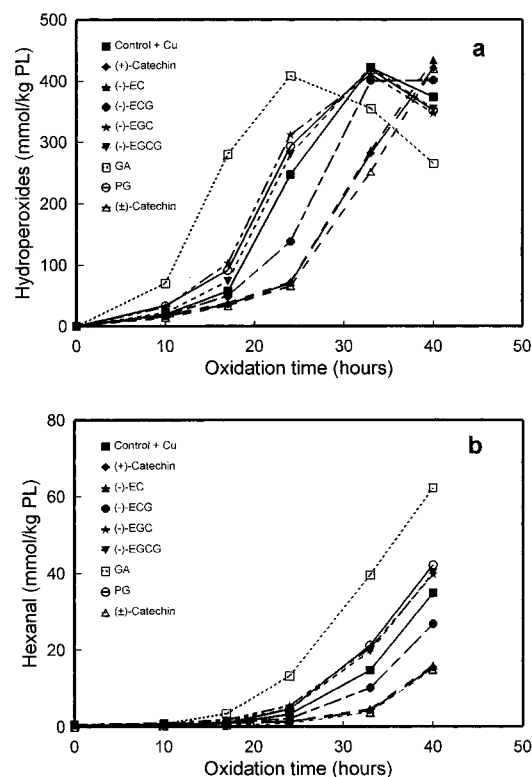 a
Hydroperoxides (mmol/kg PL)
500
400
300
200
100
0
Control + Cu
(+)-Catechin
(-)-EC
(-)-ECG
(-)-EGC
(-)-EGCG
GA
PG
(±)-Catechin
0 10 20 30 40 50
Oxidation time (hours)
b
Hexanal (mmol/kg PL)
80
60
40
20
0
Control + Cu
(+)-Catechin
(-)-EC
(-)-ECG
(-)-EGC
(-)-EGCG
GA
PG
(±)-Catechin
0 10 20 30 40 50
Oxidation time (hours)